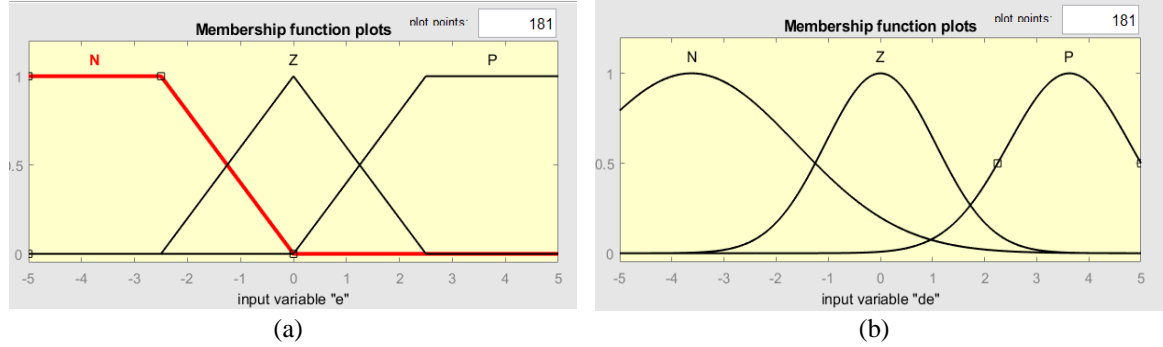 Membership function plots
plot points: 181
N Z P
1
0.5
0
-5 -4 -3 -2 -1 0 1 2 3 4 5
input variable "e"
(a)
Membership function plots
plot points: 181
N Z P
1
0.5
0
-5 -4 -3 -2 -1 0 1 2 3 4 5
input variable "de"
(b)